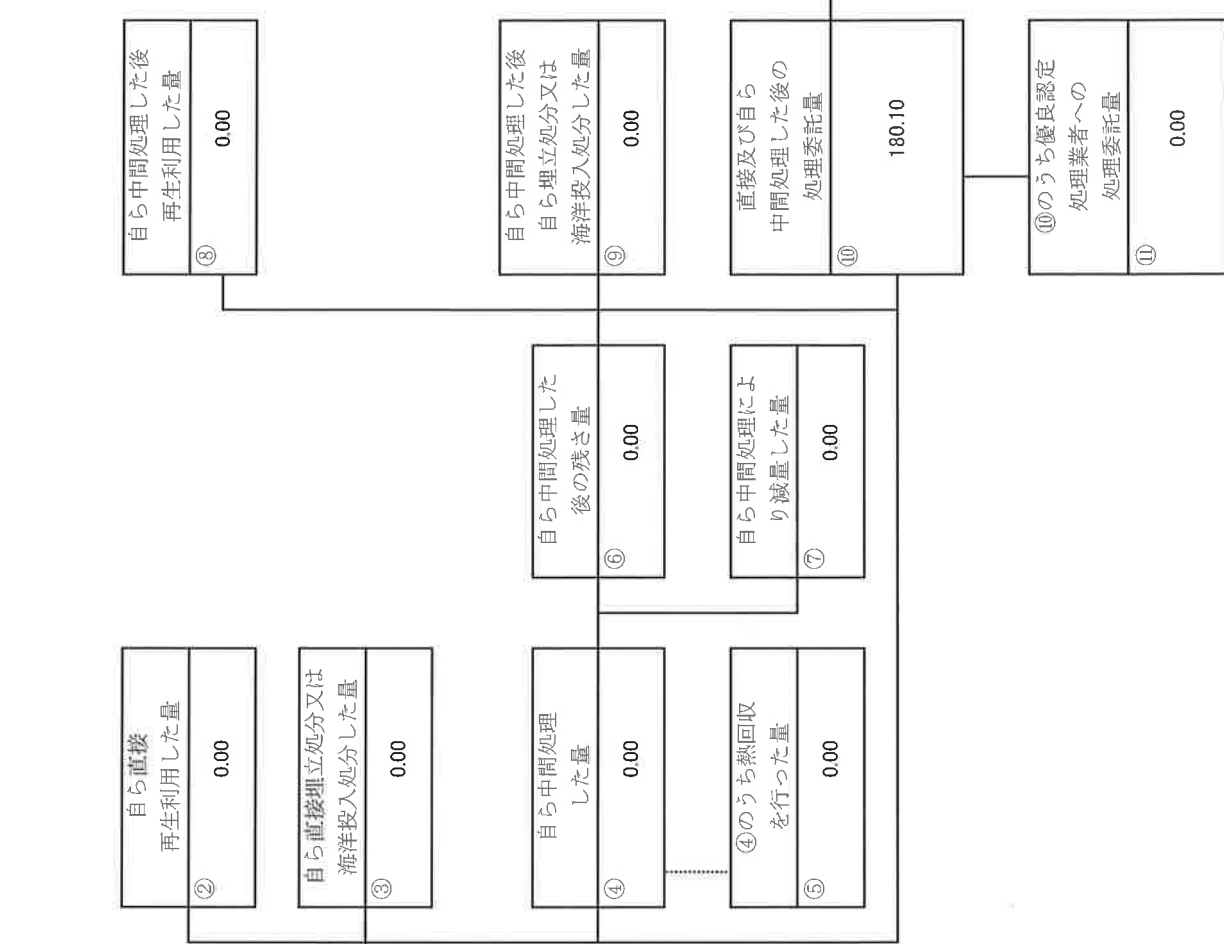 自ら直接
再生利用した量
②
0.00
自ら直接埋立処分又は
海洋投入処分した量
③
0.00
自ら中間処理
した量
④
0.00
④のうち熱回収
を行った量
⑤
0.00
自ら中間処理した
後の残さ量
⑥
0.00
自ら中間処理によ
り減量した量
⑦
0.00
自ら中間処理した後
再生利用した量
⑧
0.00
自ら中間処理した後
自ら埋立処分又は
海洋投入処分した量
⑨
0.00
直接及び自ら
中間処理した後の
処理委託量
⑩
180.10
⑩のうち優良認定
処理業者への
処理委託量
⑪
0.00